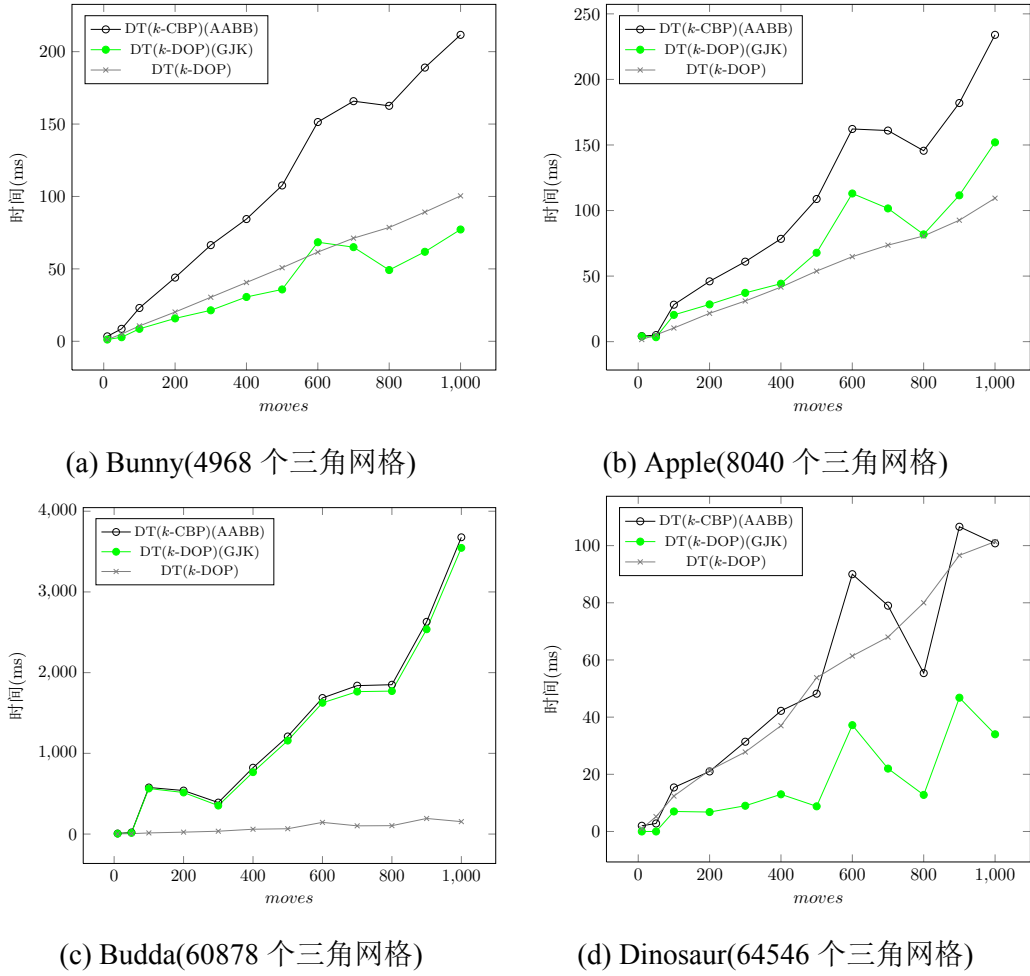 DT(k-CBP)(AABB)
DT(k-DOP)(GJK)
DT(k-DOP)
200
150
100
50
0
时间(ms)
0 200 400 600 800 1,000
moves
(a) Bunny(4968 个三角网格)
DT(k-CBP)(AABB)
DT(k-DOP)(GJK)
DT(k-DOP)
250
200
150
100
50
0
时间(ms)
0 200 400 600 800 1,000
moves
(b) Apple(8040 个三角网格)
DT(k-CBP)(AABB)
DT(k-DOP)(GJK)
DT(k-DOP)
4,000
3,000
2,000
1,000
0
时间(ms)
0 200 400 600 800 1,000
moves
(c) Budda(60878 个三角网格)
DT(k-CBP)(AABB)
DT(k-DOP)(GJK)
DT(k-DOP)
100
80
60
40
20
0
时间(ms)
0 200 400 600 800 1,000
moves
(d) Dinosaur(64546 个三角网格)